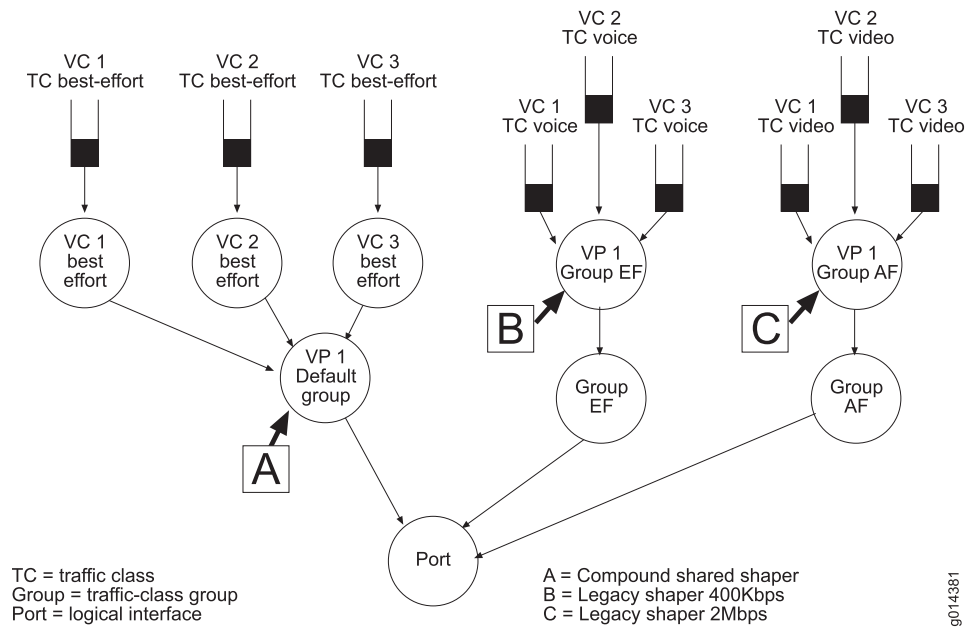 VC 2
TC voice
VC 2
TC video
VC 1
TC best-effort
VC 2
TC best-effort
VC 3
TC best-effort
VC 1
TC voice
VC 3
TC voice
VC 1
TC video
VC 3
TC video
VC 1
best
effort
VC 2
best
effort
VC 3
best
effort
VP 1
Group EF
VP 1
Group AF
B
C
VP 1
Default
group
Group
EF
Group
AF
A
Port
TC = traffic class
Group = traffic-class group
Port = logical interface
A = Compound shared shaper
B = Legacy shaper 400Kbps
C = Legacy shaper 2Mbps
g014381